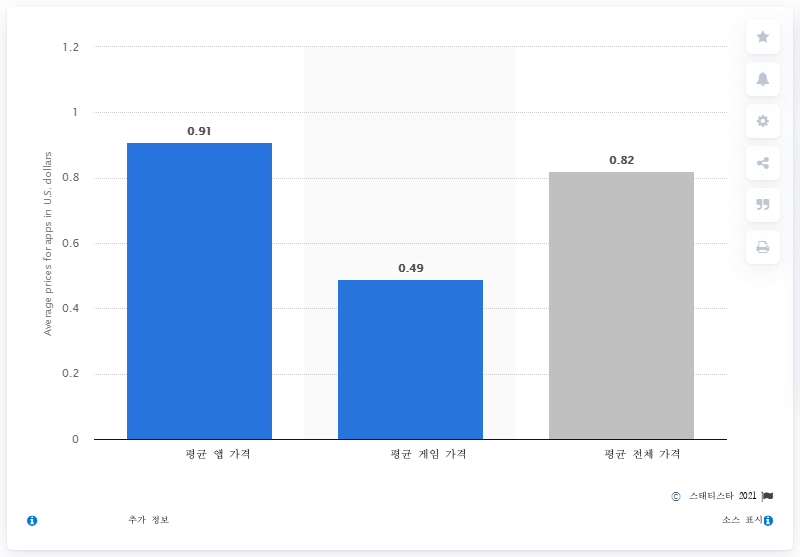 1.2
1
0.8
0.6
0.4
0.2
0
Average prices for apps in U.S. dollars
0.91
0.49
0.82
평균 앱 가격
평균 게임 가격
평균 전체 가격
© 스태티스타 2021
추가 정보
소스 표시